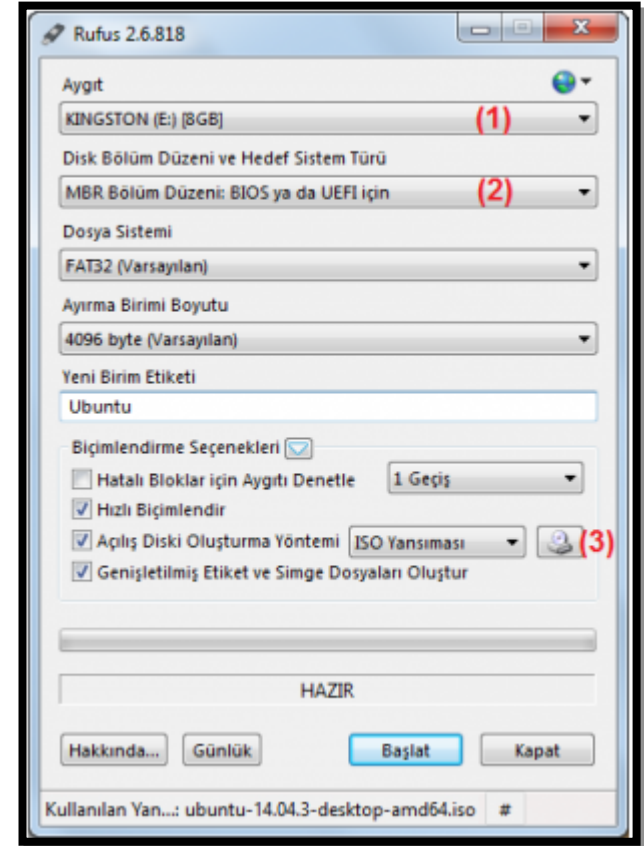 Rufus 2.6.818
Aygıt
KINGSTON (E:) [8GB] (1)
Disk Bölüm Düzeni ve Hedef Sistem Türü
MBR Bölüm Düzeni: BIOS ya da UEFI için (2)
Dosya Sistemi
FAT32 (Varsayılan)
Ayırma Birimi Boyutu
4096 byte (Varsayılan)
Yeni Birim Etiketi
Ubuntu
Biçimlendirme Seçenekleri
Hatalı Bloklar için Aygıtı Denetle 1 Geçiş
Hızlı Biçimlendir
Açılış Diski Oluşturma Yöntemi ISO Yansıması (3)
Genişletilmiş Etiket ve Simge Dosyaları Oluştur
HAZIR
Hakkında... Günlük Başlat Kapat
Kullanılan Yan...: ubuntu-14.04.3-desktop-amd64.iso #